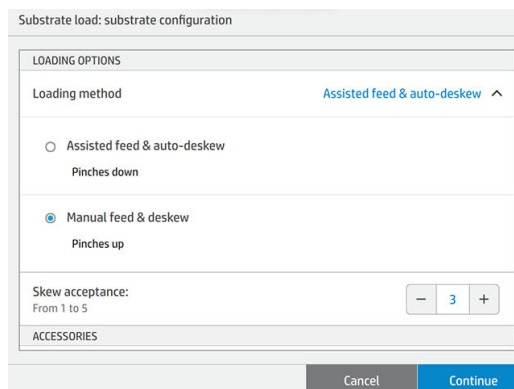 Substrate load: substrate configuration
LOADING OPTIONS
Loading method Assisted feed & auto-deskew
Assisted feed & auto-deskew
Pinches down
Manual feed & deskew
Pinches up
Skew acceptance:
From 1 to 5
− 3 +
ACCESSORIES
Cancel Continue